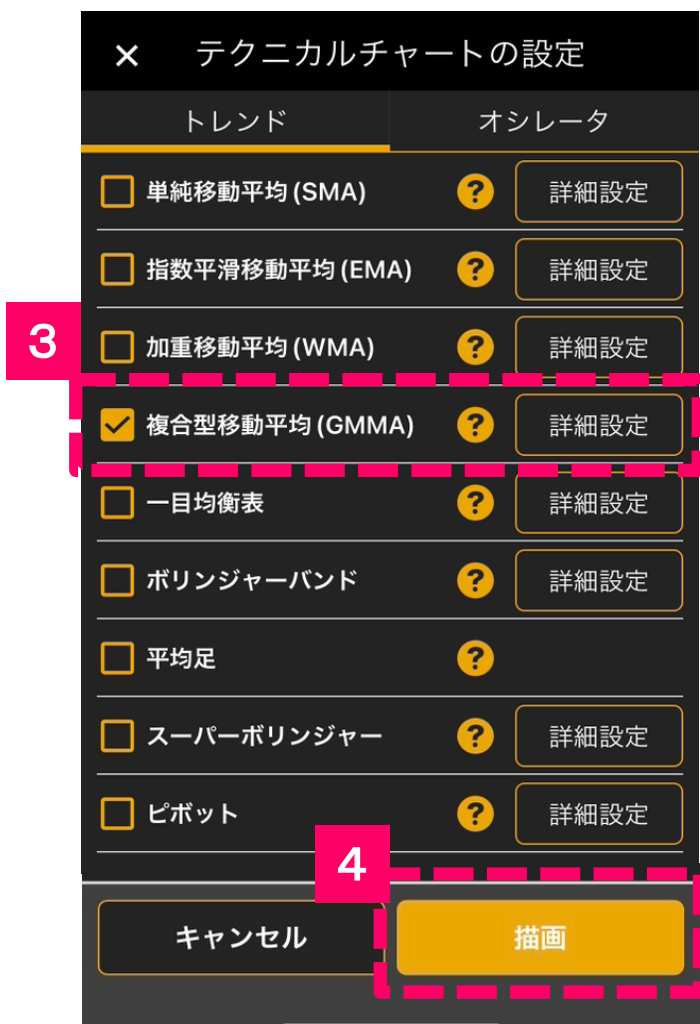 × テクニカルチャートの設定
トレンド オシレータ
単純移動平均(SMA) ? 詳細設定
指数平滑移動平均(EMA) ? 詳細設定
3
加重移動平均(WMA) ? 詳細設定
複合型移動平均(GMMA) ? 詳細設定
一目均衡表 ? 詳細設定
ボリンジャーバンド ? 詳細設定
平均足 ?
スーパーボリンジャー ? 詳細設定
ピボット ? 詳細設定
4
キャンセル 描画